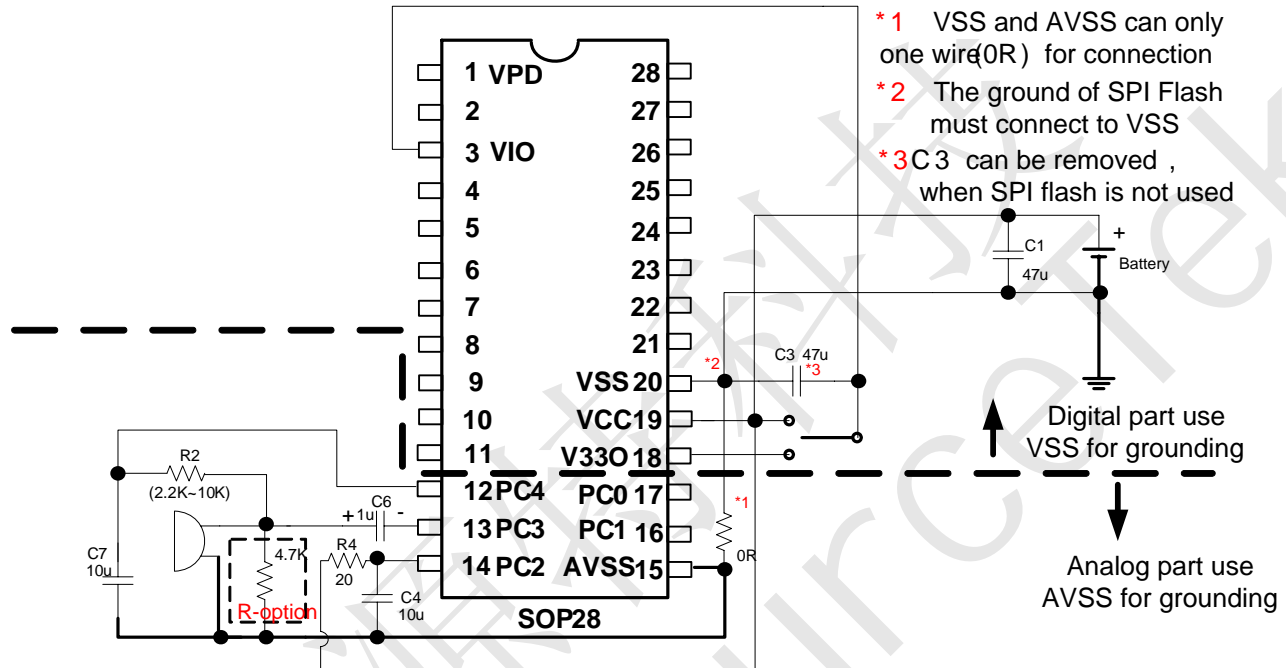 *1 VSS and AVSS can only
one wire(0R) for connection
*2 The ground of SPI Flash
must connect to VSS
*3 C3 can be removed ,
when SPI flash is not used
1 VPD
28
2
27
3 VIO
26
4
25
5
24
6
23
7
22
8
21
9
VSS 20
10
VCC 19
11
V33O 18
12 PC4
PC0 17
13 PC3
PC1 16
14 PC2
AVSS 15
SOP28
C1
47u
+
Battery
*2
C3 47u
*3
Digital part use
VSS for grounding
*1
0R
Analog part use
AVSS for grounding
R2
(2.2K~10K)
C6
+ 1u -
C7
10u
4.7K
R-option
R4
20
C4
10u
源特科技
urceTek